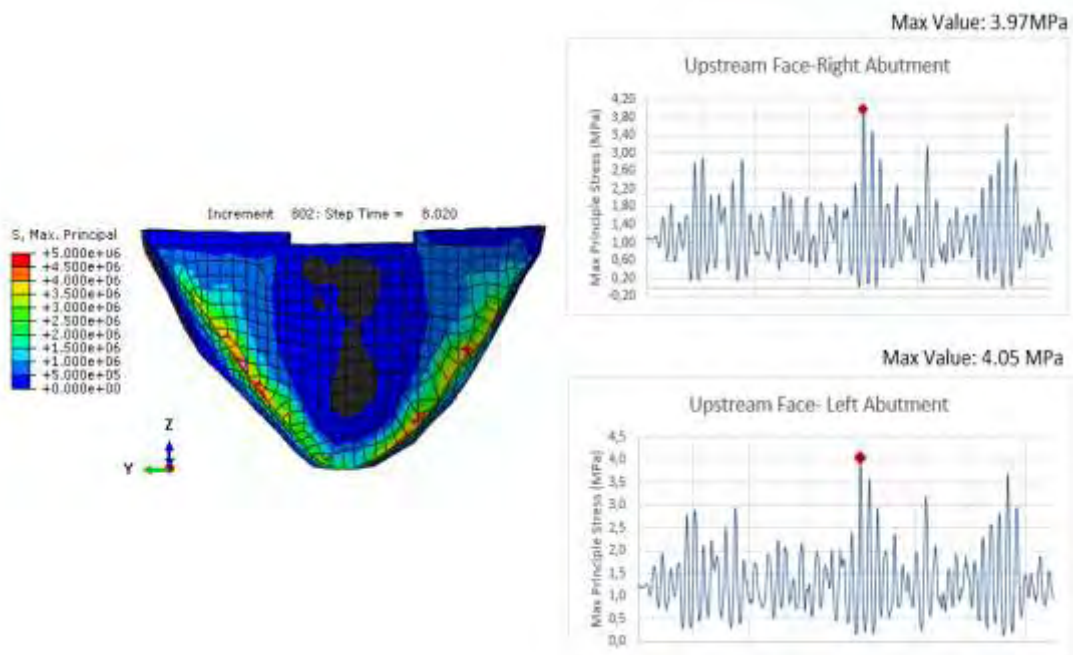 Max Value: 3.97MPa
Upstream Face-Right Abutment
Max Principle Stress (MPa)
4,20
3,80
3,40
3,00
2,60
2,20
1,80
1,40
1,00
0,60
0,20
-0,20
Increment 802: Step Time = 8.020
S, Max. Principal
+5.000e+06
+4.500e+06
+4.000e+06
+3.500e+06
+3.000e+06
+2.500e+06
+2.000e+06
+1.500e+06
+1.000e+06
+5.000e+05
+0.000e+00
Z
Y
Max Value: 4.05 MPa
Upstream Face- Left Abutment
Max Principle Stress (MPa)
4,5
4,0
3,5
3,0
2,5
2,0
1,5
1,0
0,5
0,0